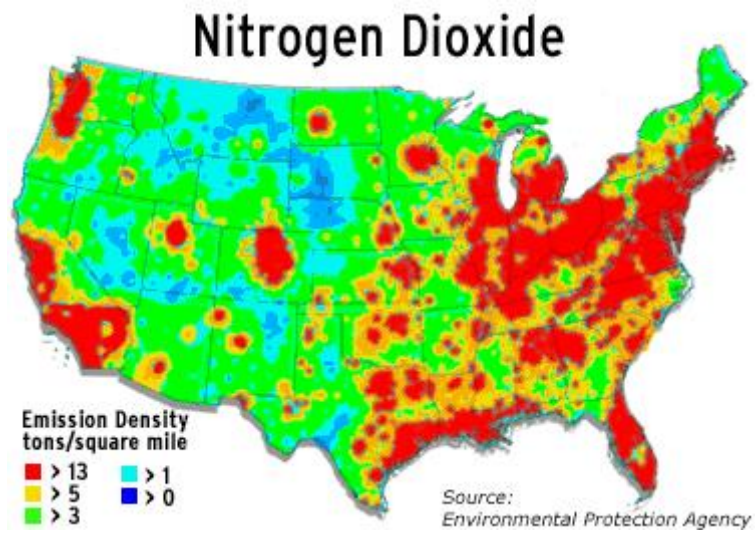 Nitrogen Dioxide
Emission Density
tons/square mile
> 13
> 5
> 3
> 1
> 0
Source:
Environmental Protection Agency